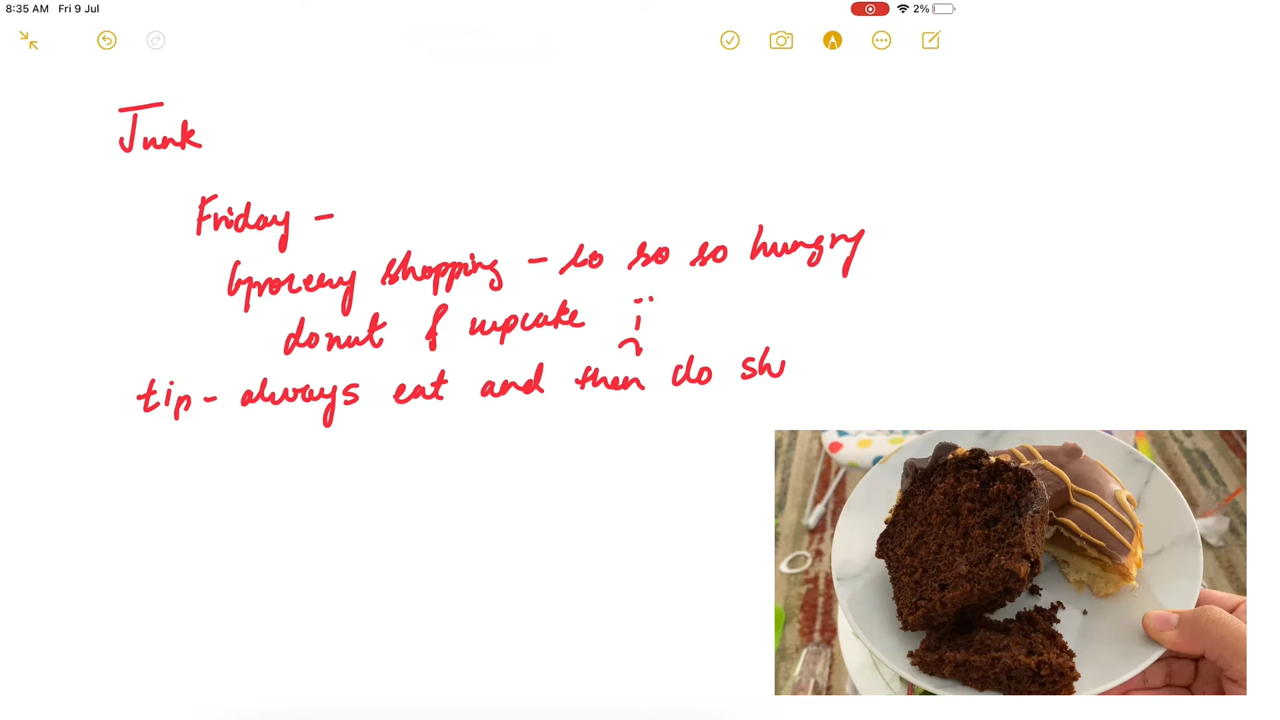 8:35 AM Fri 9 Jul
2%
Junk
Friday -
Grocery shopping - so so so hungry
donut & cupcake
tip - always eat and then do sh